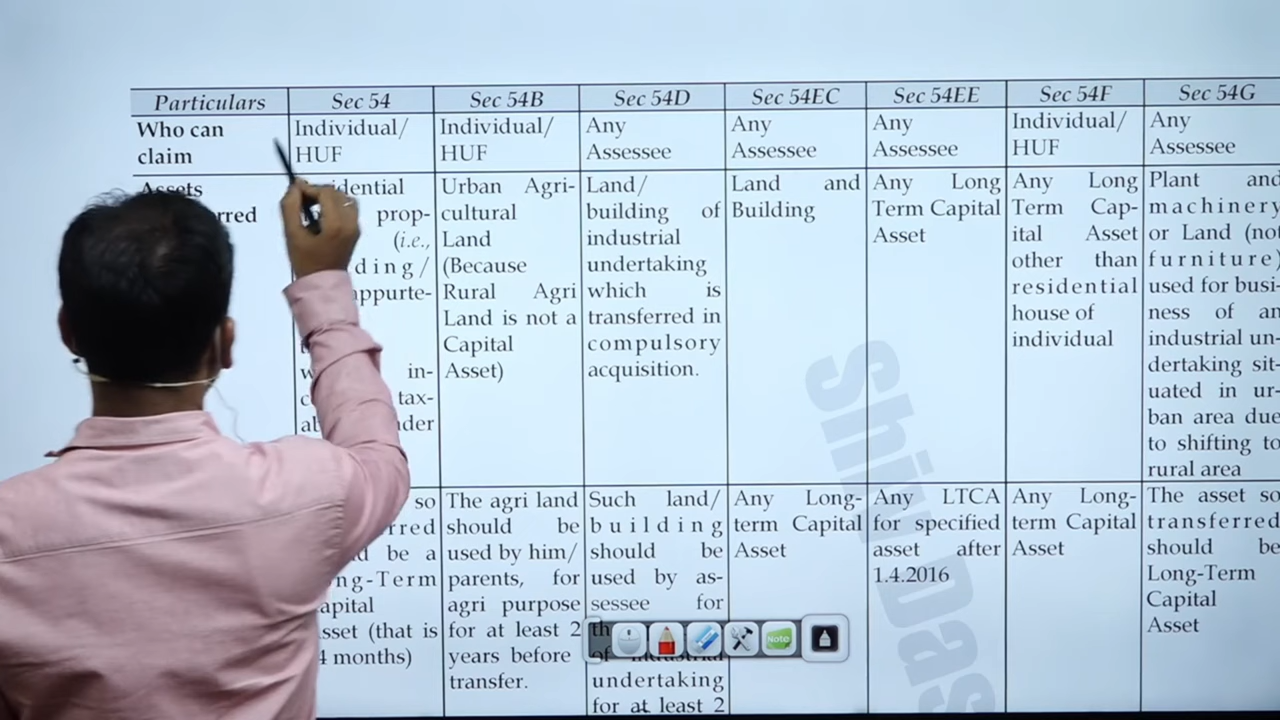 Particulars
Sec 54
Sec 54B
Sec 54D
Sec 54EC
Sec 54EE
Sec 54F
Sec 54G
Who can
claim
Individual/
HUF
Individual/
HUF
Any
Assessee
Any
Assessee
Any
Assessee
Individual/
HUF
Any
Assessee
Assets
prop-
(i.e.,
in-
tax-
Urban Agri-
cultural
Land
(Because
Rural Agri
Land is not a
Capital
Asset)
Land/
building of
industrial
undertaking
which is
transferred in
compulsory
acquisition.
Land and
Building
Any Long
Term Capital
Asset
Any Long
Term Cap-
ital Asset
other than
residential
house of
individual
Plant and
machinery
or Land (not
furniture)
used for busi-
ness of an
industrial un-
dertaking sit-
uated in ur-
ban area due
to shifting to
rural area
so
be a
Asset (that is
months)
The agri land
should be
used by him/
parents, for
agri purpose
for at least 2
years before
transfer.
Such land/
building
should be
used by as-
sessee for
undertaking
for at least 2
Any Long-
term Capital
Asset
Any LTCA
for specified
asset after
1.4.2016
Any Long-
term Capital
Asset
The asset so
transferred
should be
Long-Term
Capital
Asset
Note
Shiv Das